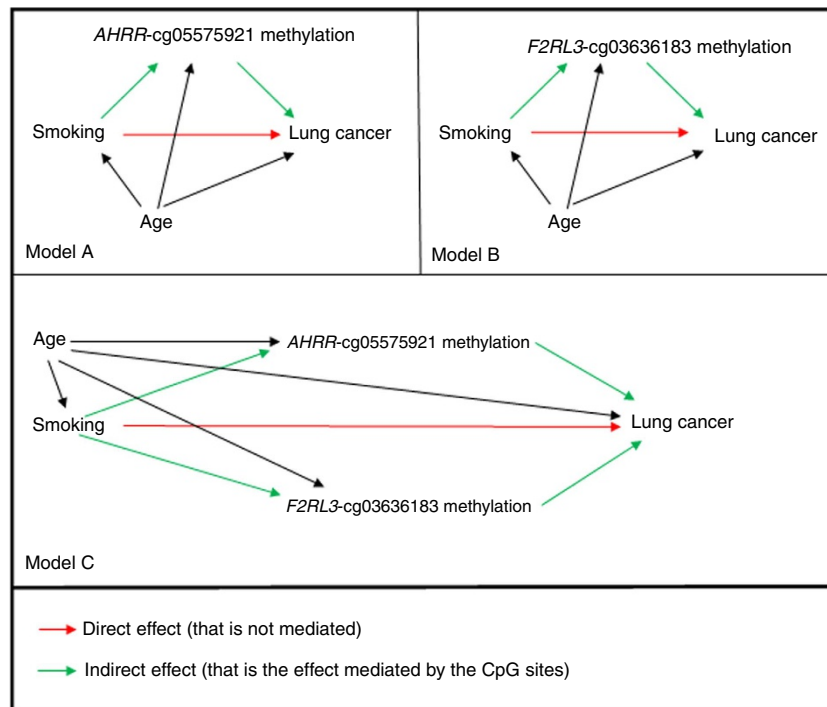 AHRR-cg05575921 methylation
Smoking
Lung cancer
Age
Model A
F2RL3-cg03636183 methylation
Smoking
Lung cancer
Age
Model B
Age
AHRR-cg05575921 methylation
Smoking
Lung cancer
F2RL3-cg03636183 methylation
Model C
Direct effect (that is not mediated)
Indirect effect (that is the effect mediated by the CpG sites)